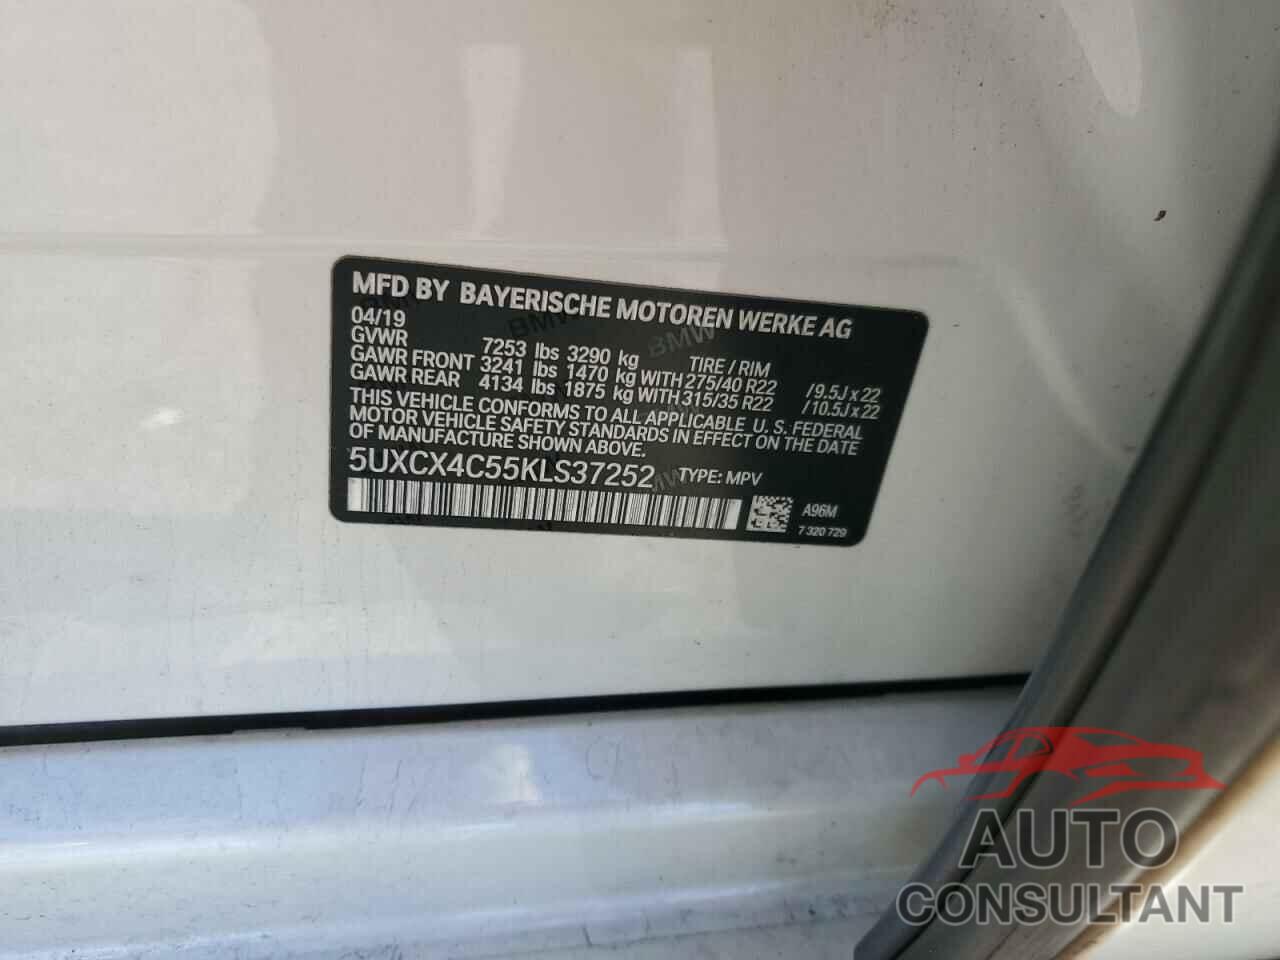 MFD BY BAYERISCHE MOTOREN WERKE AG
04/19
GVWR 7253 lbs 3290 kg TIRE / RIM
GAWR FRONT 3241 lbs 1470 kg WITH 275/40 R22 /9.5J x 22
GAWR REAR 4134 lbs 1875 kg WITH 315/35 R22 /10.5J x 22
THIS VEHICLE CONFORMS TO ALL APPLICABLE U. S. FEDERAL
MOTOR VEHICLE SAFETY STANDARDS IN EFFECT ON THE DATE
OF MANUFACTURE SHOWN ABOVE.
5UXCX4C55KLS37252 TYPE: MPV
A96M
7 320 729
AUTO
CONSULTANT